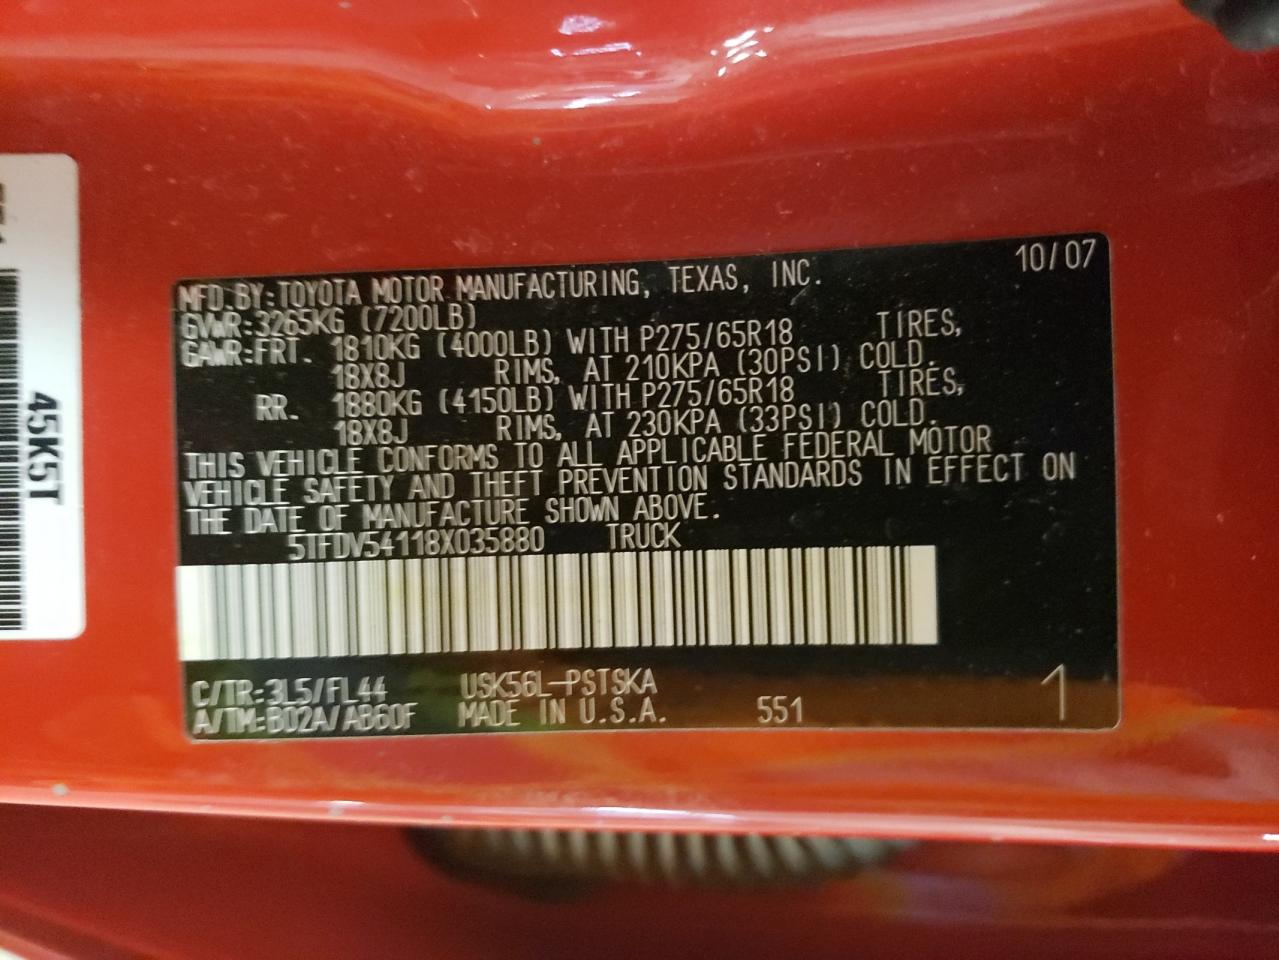 10/07
MFD.BY:TOYOTA MOTOR MANUFACTURING, TEXAS, INC.
GVWR:3265KG (7200LB)
GAWR:FRT. 1810KG (4000LB) WITH P275/65R18 TIRES,
18X8J RIMS, AT 210KPA (30PSI) COLD.
RR. 1880KG (4150LB) WITH P275/65R18 TIRES,
18X8J RIMS, AT 230KPA (33PSI) COLD.
THIS VEHICLE CONFORMS TO ALL APPLICABLE FEDERAL MOTOR
VEHICLE SAFETY AND THEFT PREVENTION STANDARDS IN EFFECT ON
THE DATE OF MANUFACTURE SHOWN ABOVE.
5TFDV54118X035880 TRUCK
C/TR:3L5/FL44 USK56L-PSTSKA
A/TM:B02A/AB60F MADE IN U.S.A. 551 1
45K5T